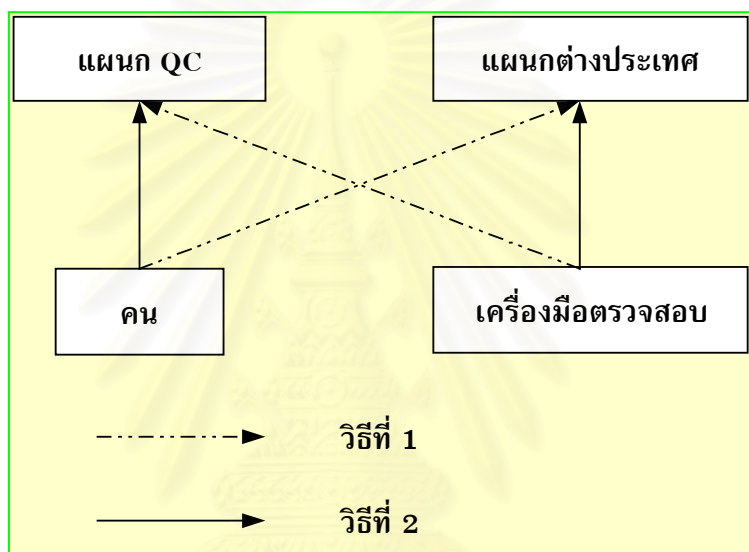 แผนก QC
แผนกต่างประเทศ
คน
เครื่องมือตรวจสอบ
วิธีที่ 1
วิธีที่ 2